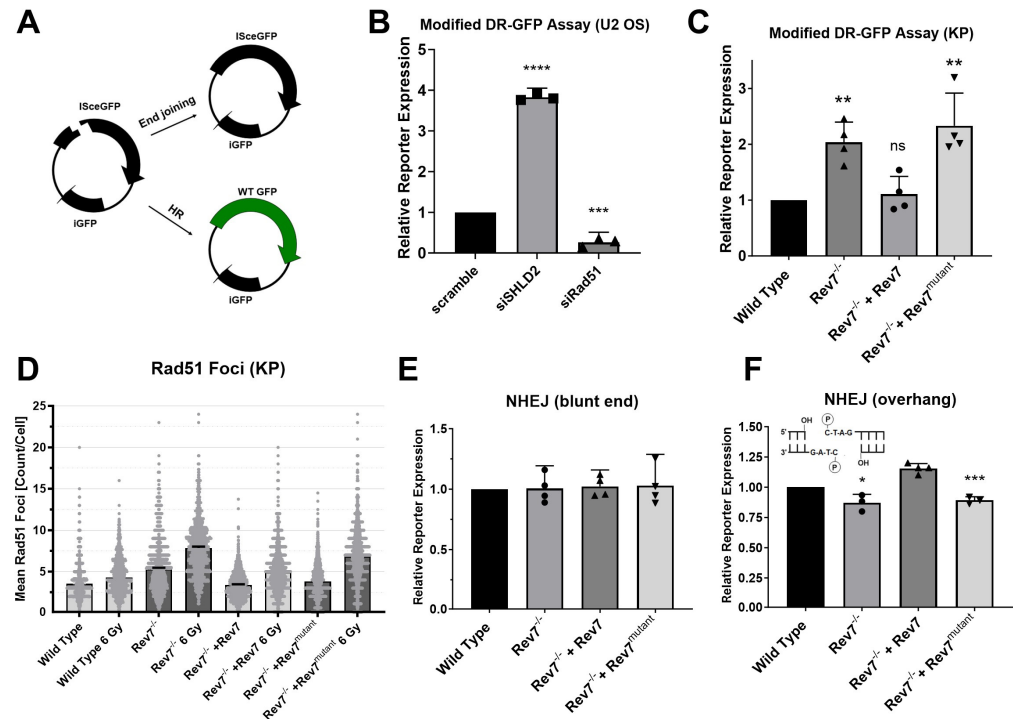 A
ISceGFP
End joining
iGFP
ISceGFP
iGFP
HR
WT GFP
iGFP
B
Modified DR-GFP Assay (U2 OS)
Relative Reporter Expression
5
4
3
2
1
0
****
***
scramble
siSHLD2
siRad51
C
Modified DR-GFP Assay (KP)
Relative Reporter Expression
3
2
1
0
**
ns
**
Wild Type
Rev7-/-
Rev7-/- + Rev7
Rev7-/- + Rev7mutant
D
Rad51 Foci (KP)
Mean Rad51 Foci [Count/Cell]
25
20
15
10
5
0
Wild Type
Wild Type 6 Gy
Rev7-/-
Rev7-/- 6 Gy
Rev7-/- +Rev7
Rev7-/- +Rev7 6 Gy
Rev7-/- +Rev7mutant
Rev7-/- +Rev7mutant 6 Gy
E
NHEJ (blunt end)
Relative Reporter Expression
1.5
1.0
0.5
0.0
Wild Type
Rev7-/-
Rev7-/- + Rev7
Rev7-/- + Rev7mutant
F
NHEJ (overhang)
Relative Reporter Expression
1.50
1.25
1.00
0.75
0.50
0.25
0.00
OH P
5' C-T-A-G
3' G-A-T-C
P OH
*
***
Wild Type
Rev7-/-
Rev7-/- + Rev7
Rev7-/- + Rev7mutant